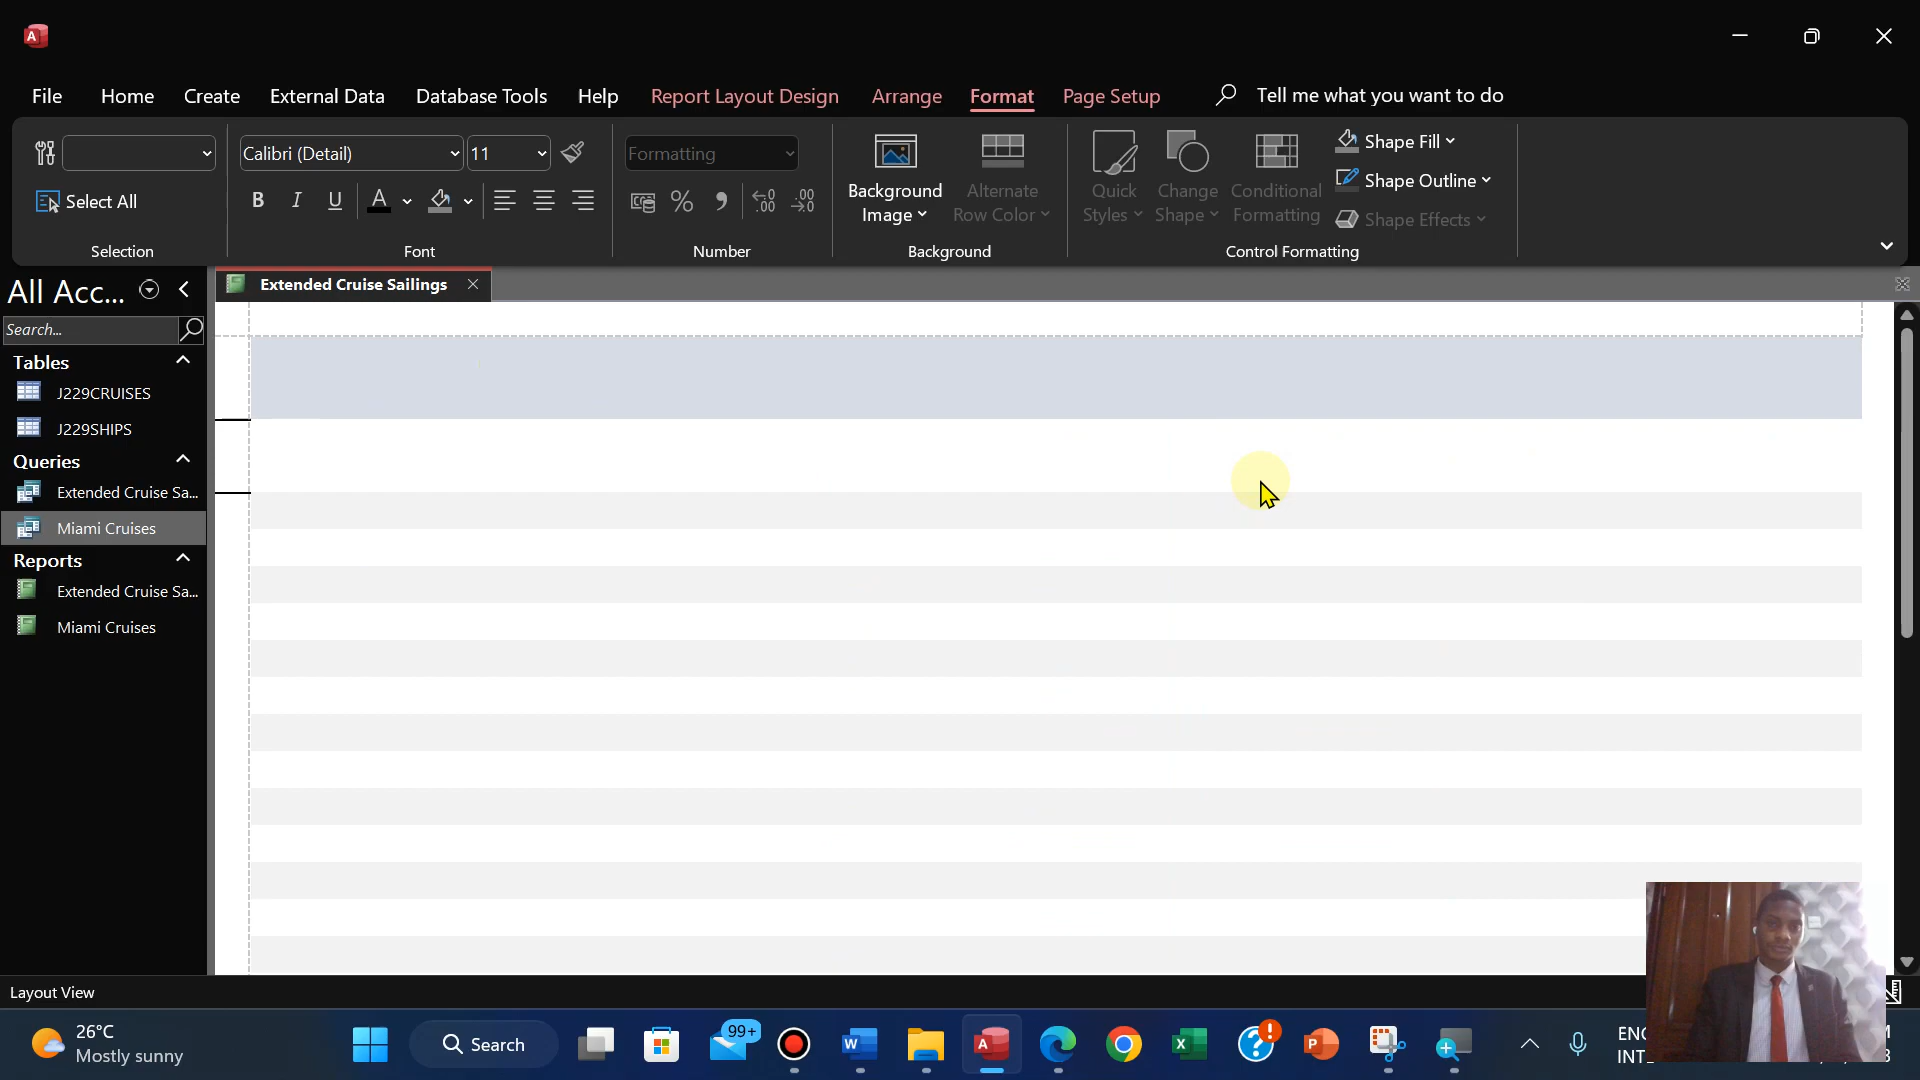 File Home Create External Data Database Tools Help Report Layout Design Arrange Format Page Setup Tell me what you want to do
Calibri (Detail) 11 Formatting
Select All
B I U A
Background Image
Alternate Row Color
Quick Styles
Change Shape
Conditional Formatting
Shape Fill
Shape Outline
Shape Effects
Selection Font Number Background Control Formatting
All Acc...
Extended Cruise Sailings
Search...
Tables
J229CRUISES
J229SHIPS
Queries
Extended Cruise Sa...
Miami Cruises
Reports
Extended Cruise Sa...
Miami Cruises
Layout View
26°C
Mostly sunny
Search
99+
ENG